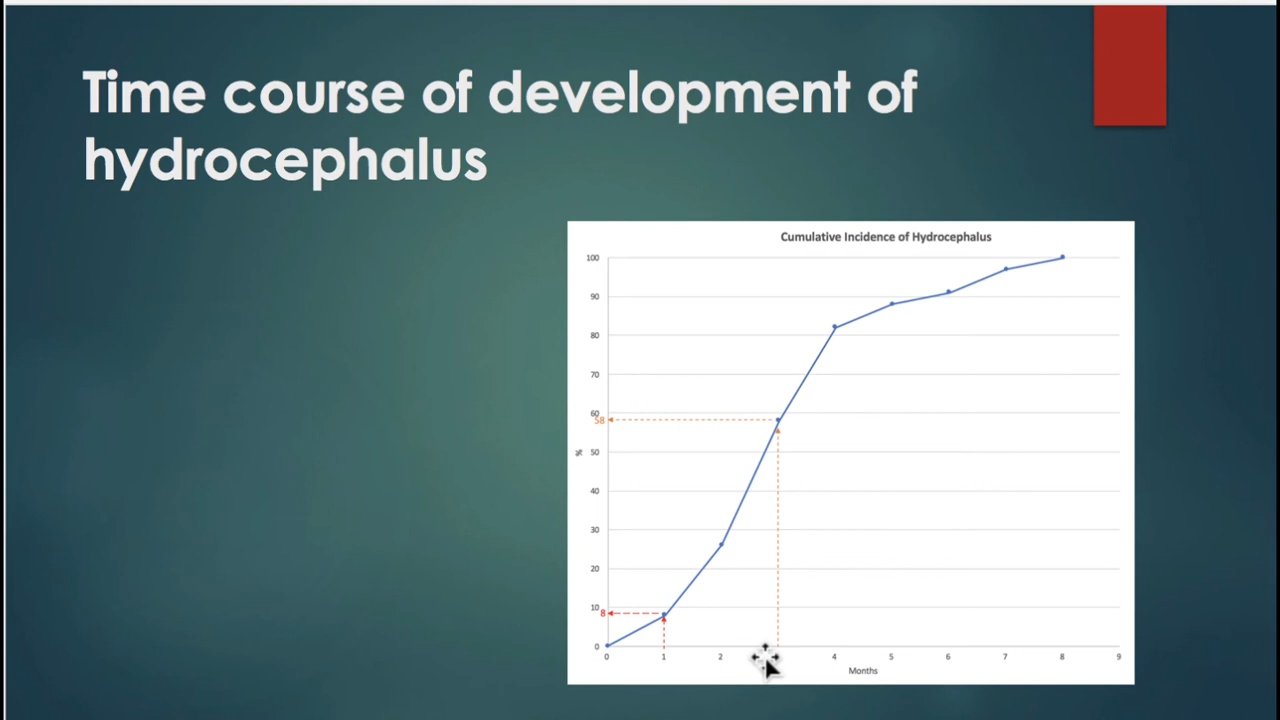 Time course of development of
hydrocephalus
Cumulative Incidence of Hydrocephalus
100
90
80
70
60
58
%
50
40
30
20
10
8
0
0 1 2 4 5 6 7 8 9
Months